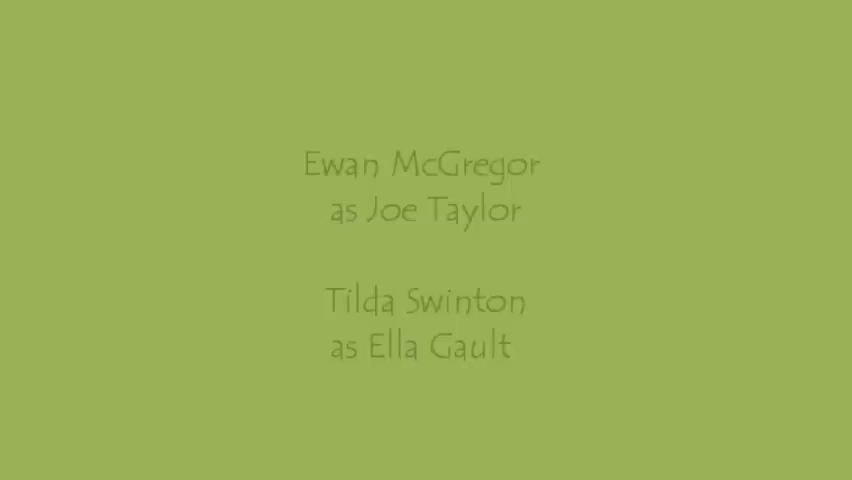 Ewan McGregor
as Joe Taylor
Tilda Swinton
as Ella Gault